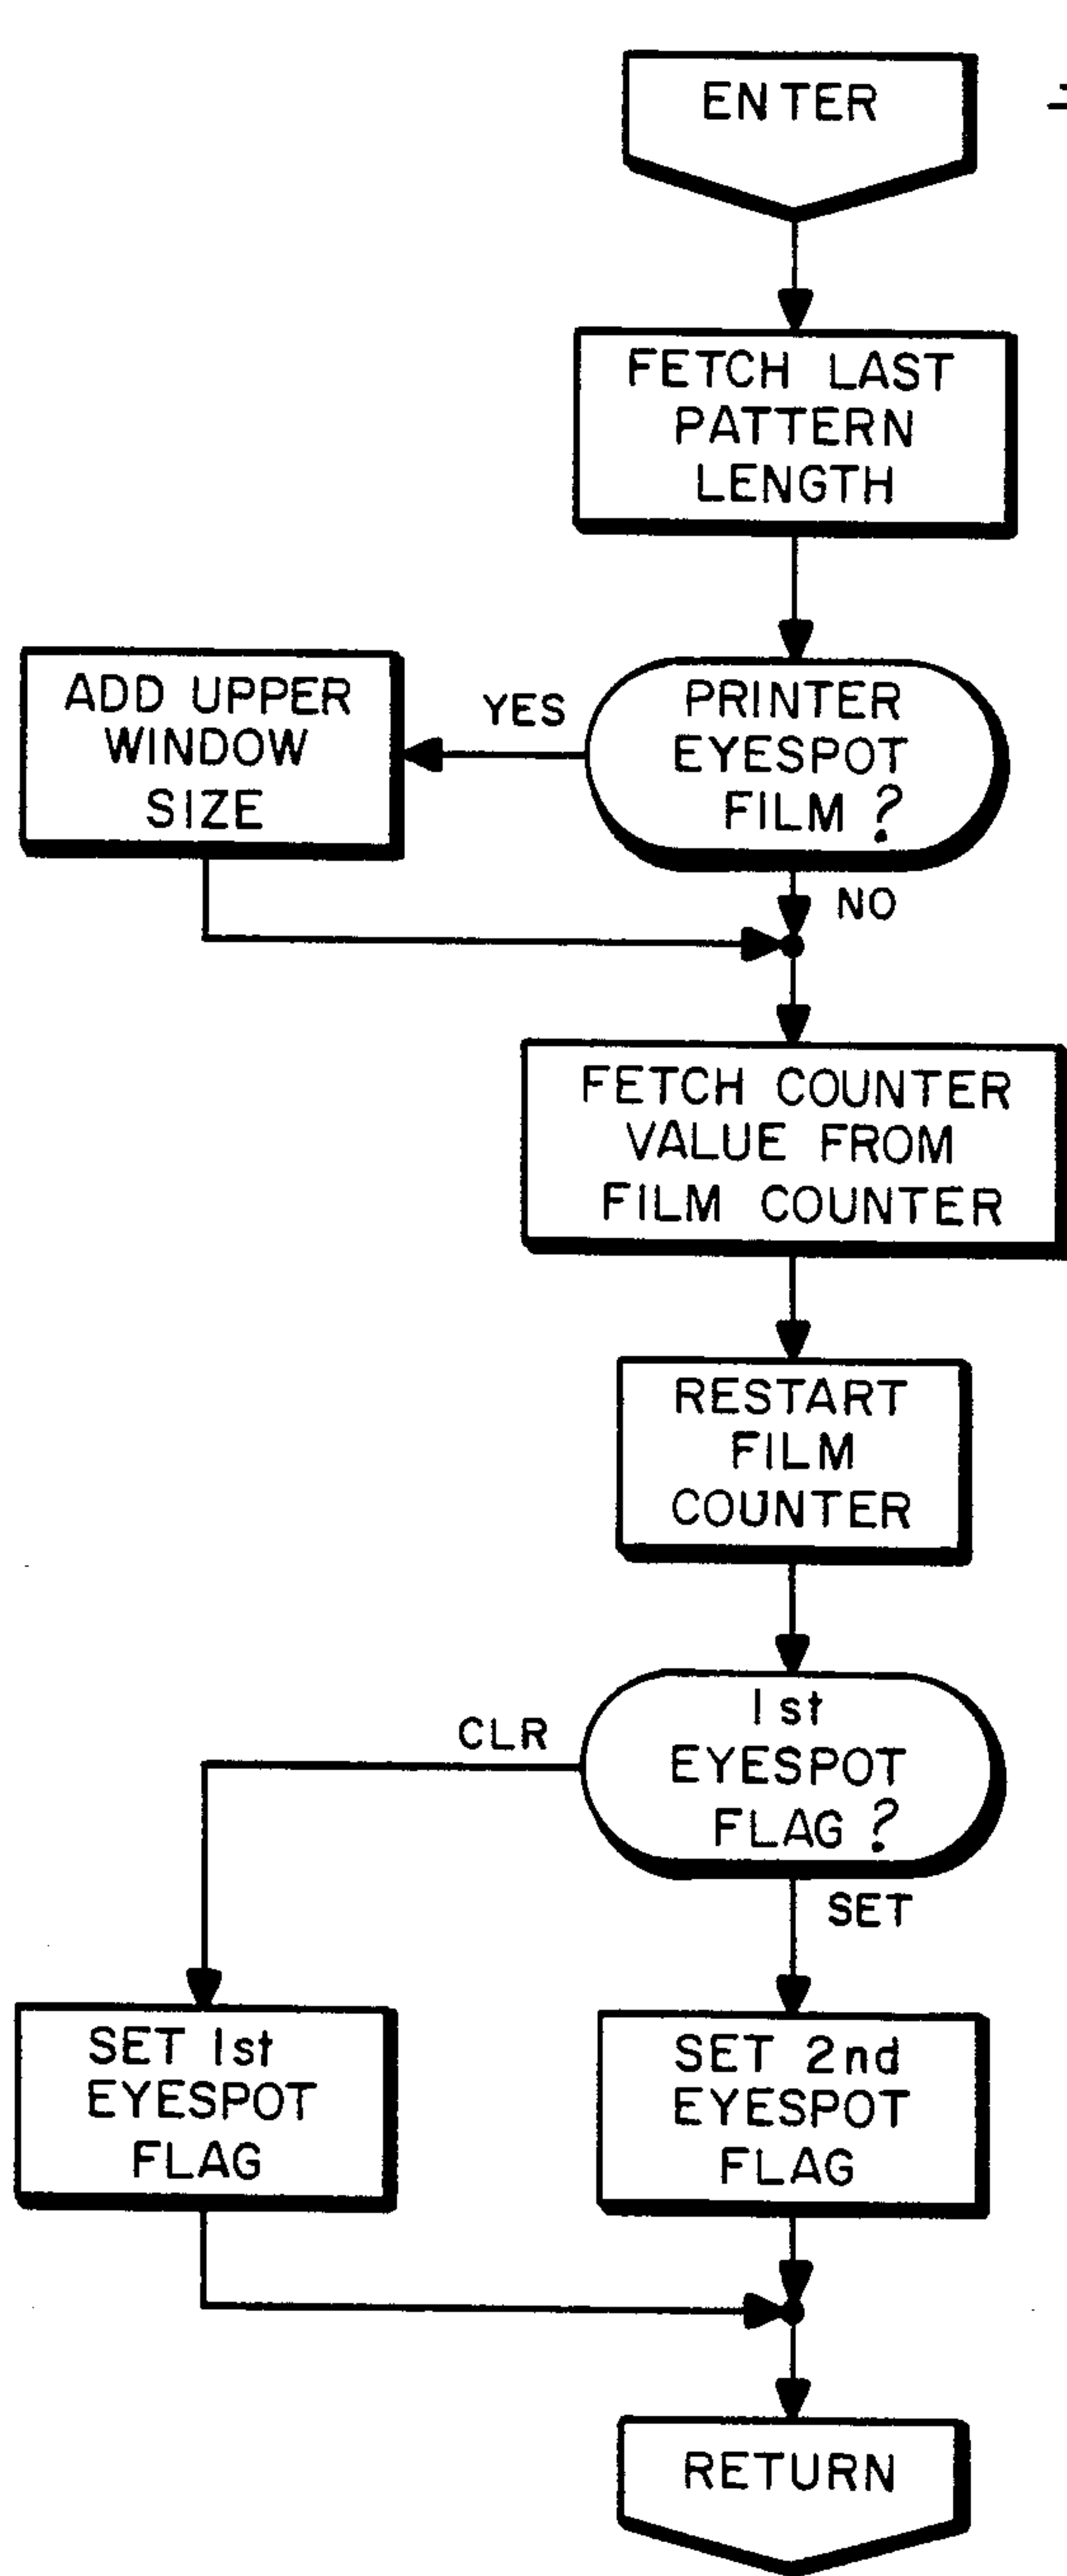 ENTER
FETCH LAST
PATTERN
LENGTH
PRINTER
EYESPOT
FILM ?
YES
ADD UPPER
WINDOW
SIZE
NO
FETCH COUNTER
VALUE FROM
FILM COUNTER
RESTART
FILM
COUNTER
1st
EYESPOT
FLAG ?
CLR
SET
SET 1st
EYESPOT
FLAG
SET 2nd
EYESPOT
FLAG
RETURN